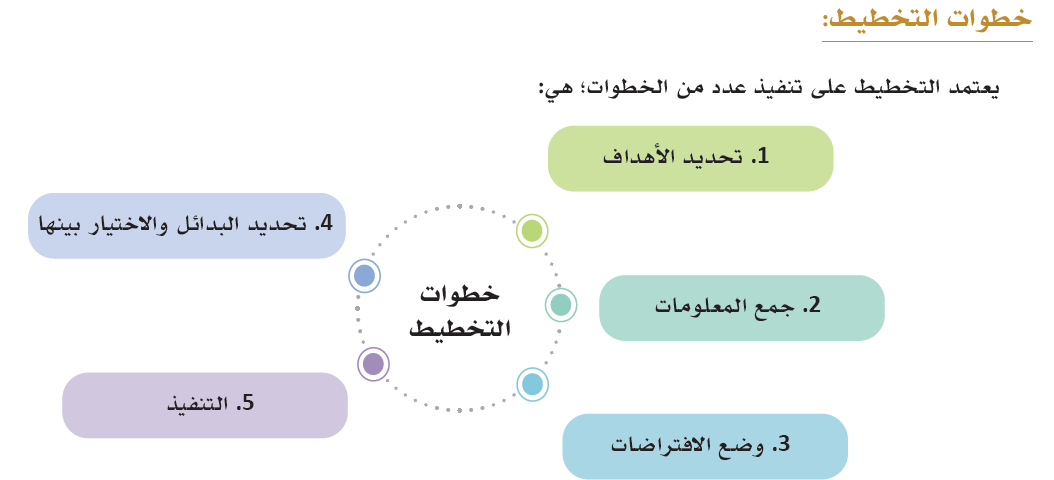 خطوات التخطيط:
يعتمد التخطيط على تنفيذ عدد من الخطوات؛ هي:
1. تحديد الأهداف
2. جمع المعلومات
3. وضع الافتراضات
4. تحديد البدائل والاختيار بينها
5. التنفيذ
خطوات
التخطيط